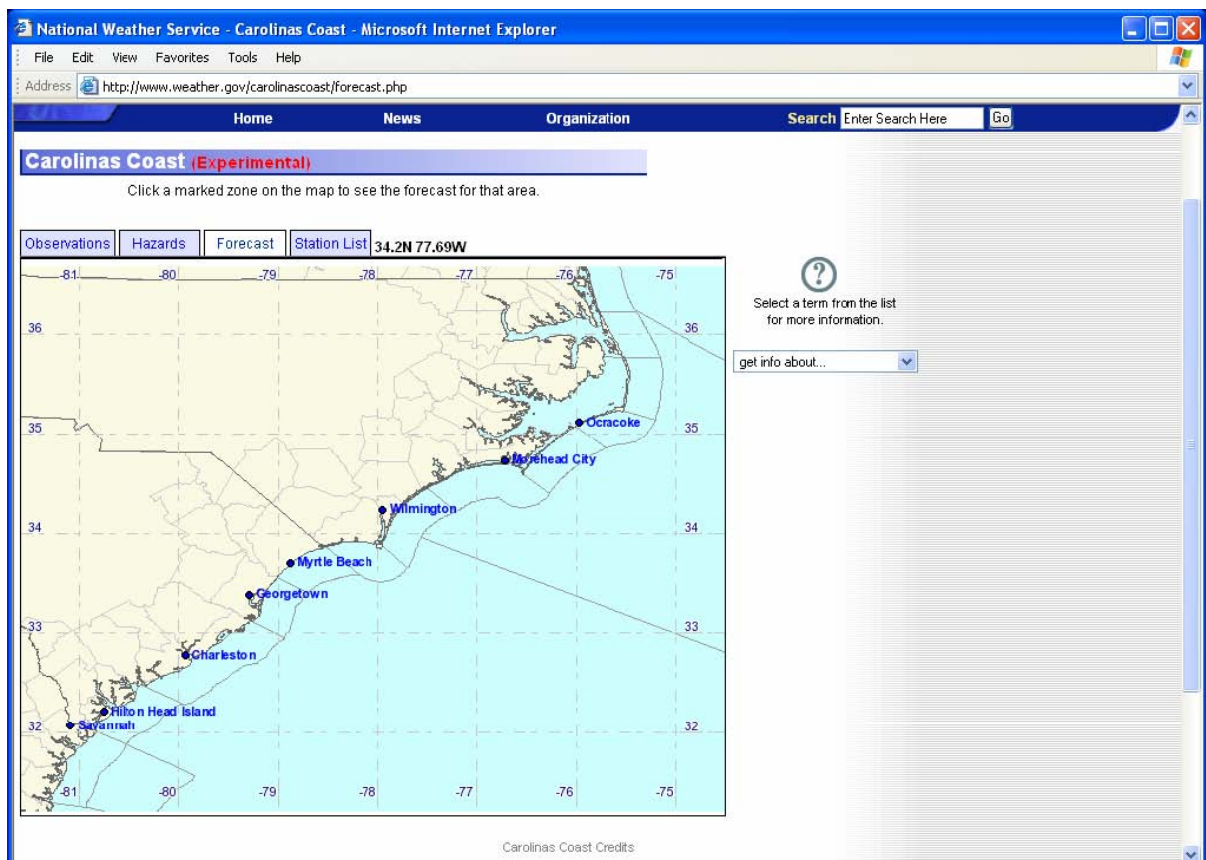 National Weather Service - Carolinas Coast - Microsoft Internet Explorer
File Edit View Favorites Tools Help
Address http://www.weather.gov/carolinascoast/forecast.php
Home News Organization Search Enter Search Here Go
Carolinas Coast (Experimental)
Click a marked zone on the map to see the forecast for that area.
Observations Hazards Forecast Station List 34.2N 77.69W
-81 -80 -79 -78 -77 -76 -75
Select a term from the list
for more information.
36 36
get info about...
Ocracoke
35 35
Morehead City
Wilmington
34 34
Myrtle Beach
Georgetown
33 33
Charleston
Hilton Head Island
Savannah
32 32
-81 -80 -79 -78 -77 -76 -75
Carolinas Coast Credits